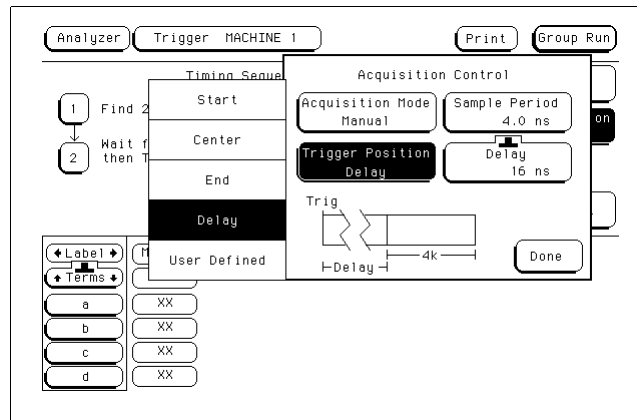 Analyzer Trigger MACHINE 1 Print Group Run
Timing Seque
1 Find 2
2 Wait f
then T
Start
Center
End
Delay
User Defined
Acquisition Control
Acquisition Mode
Manual
Sample Period
4.0 ns
Trigger Position
Delay
Delay
16 ns
Trig
Delay
4k
Done
on
Label
Terms
a XX
b XX
c XX
d XX